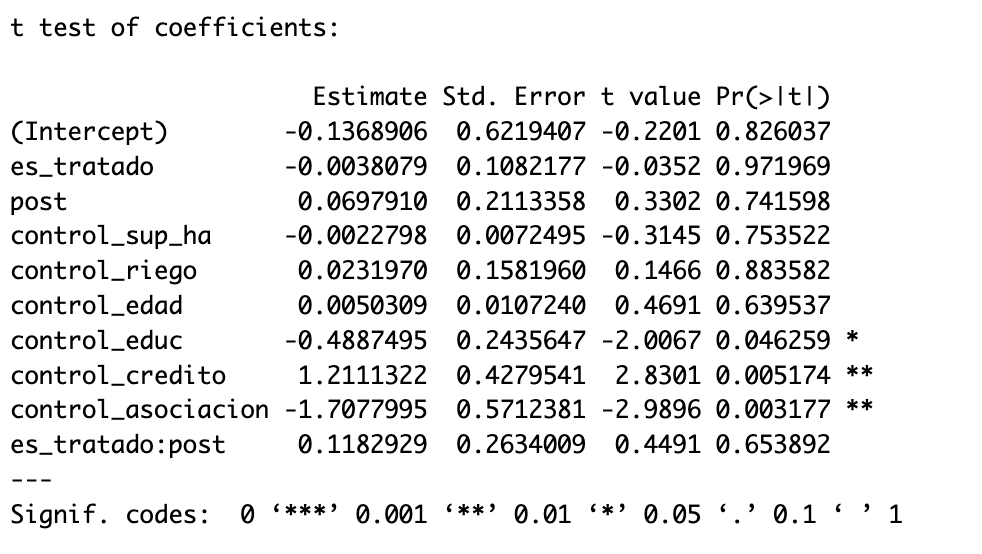 t test of coefficients:
Estimate Std. Error t value Pr(>|t|)
(Intercept) -0.1368906 0.6219407 -0.2201 0.826037
es_tratado -0.0038079 0.1082177 -0.0352 0.971969
post 0.0697910 0.2113358 0.3302 0.741598
control_sup_ha -0.0022798 0.0072495 -0.3145 0.753522
control_riego 0.0231970 0.1581960 0.1466 0.883582
control_edad 0.0050309 0.0107240 0.4691 0.639537
control_educ -0.4887495 0.2435647 -2.0067 0.046259 *
control_credito 1.2111322 0.4279541 2.8301 0.005174 **
control_asociacion -1.7077995 0.5712381 -2.9896 0.003177 **
es_tratado:post 0.1182929 0.2634009 0.4491 0.653892
---
Signif. codes: 0 ‘***’ 0.001 ‘**’ 0.01 ‘*’ 0.05 ‘.’ 0.1 ‘ ’ 1